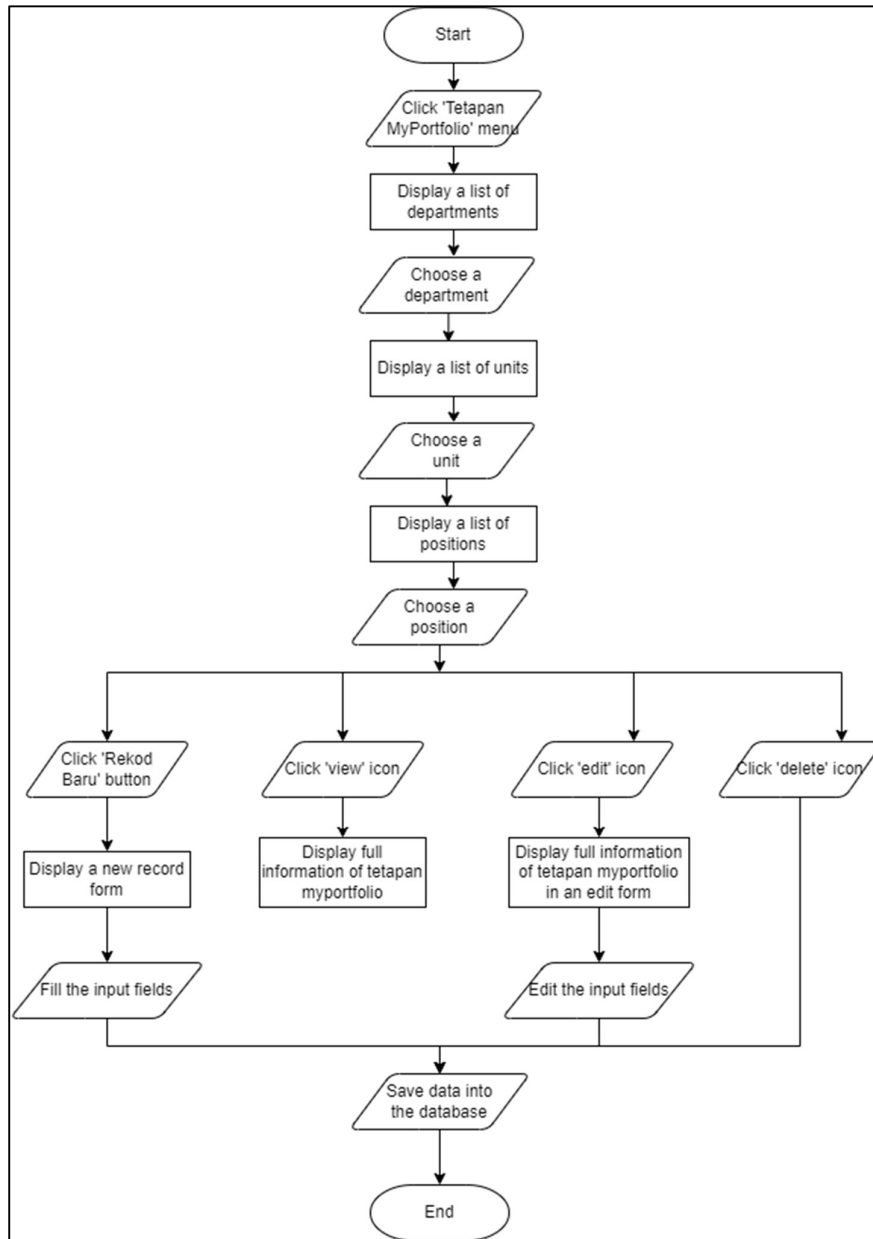 Start
Click 'Tetapan
MyPortfolio' menu
Display a list of
departments
Choose a
department
Display a list of units
Choose a
unit
Display a list of
positions
Choose a
position
Click 'Rekod
Baru' button
Click 'view' icon
Click 'edit' icon
Click 'delete' icon
Display a new record
form
Display full
information of tetapan
myportfolio
Display full information
of tetapan myportfolio
in an edit form
Fill the input fields
Edit the input fields
Save data into
the database
End